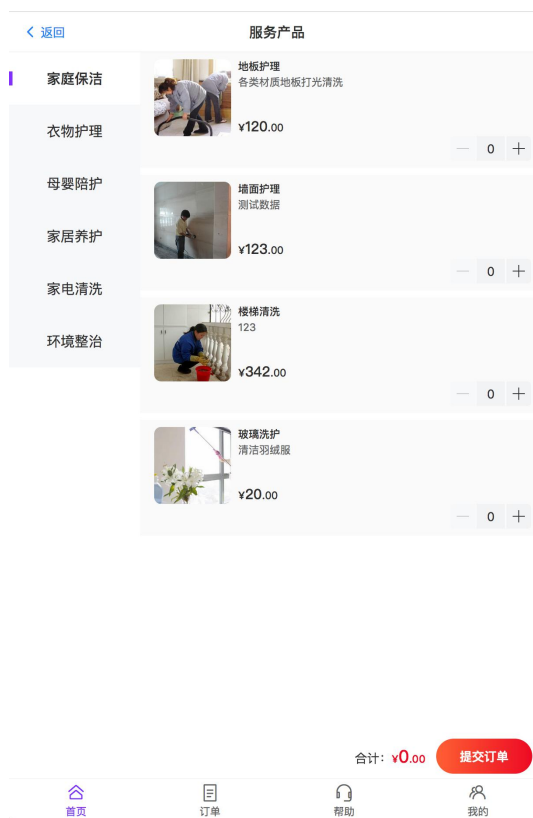 返回
服务产品
家庭保洁
衣物护理
母婴陪护
家居养护
家电清洗
环境整治
地板护理
各类材质地板打光清洗
¥120.00
0
墙面护理
测试数据
¥123.00
0
楼梯清洗
123
¥342.00
0
玻璃洗护
清洁羽绒服
¥20.00
0
合计：¥0.00
提交订单
首页
订单
帮助
我的